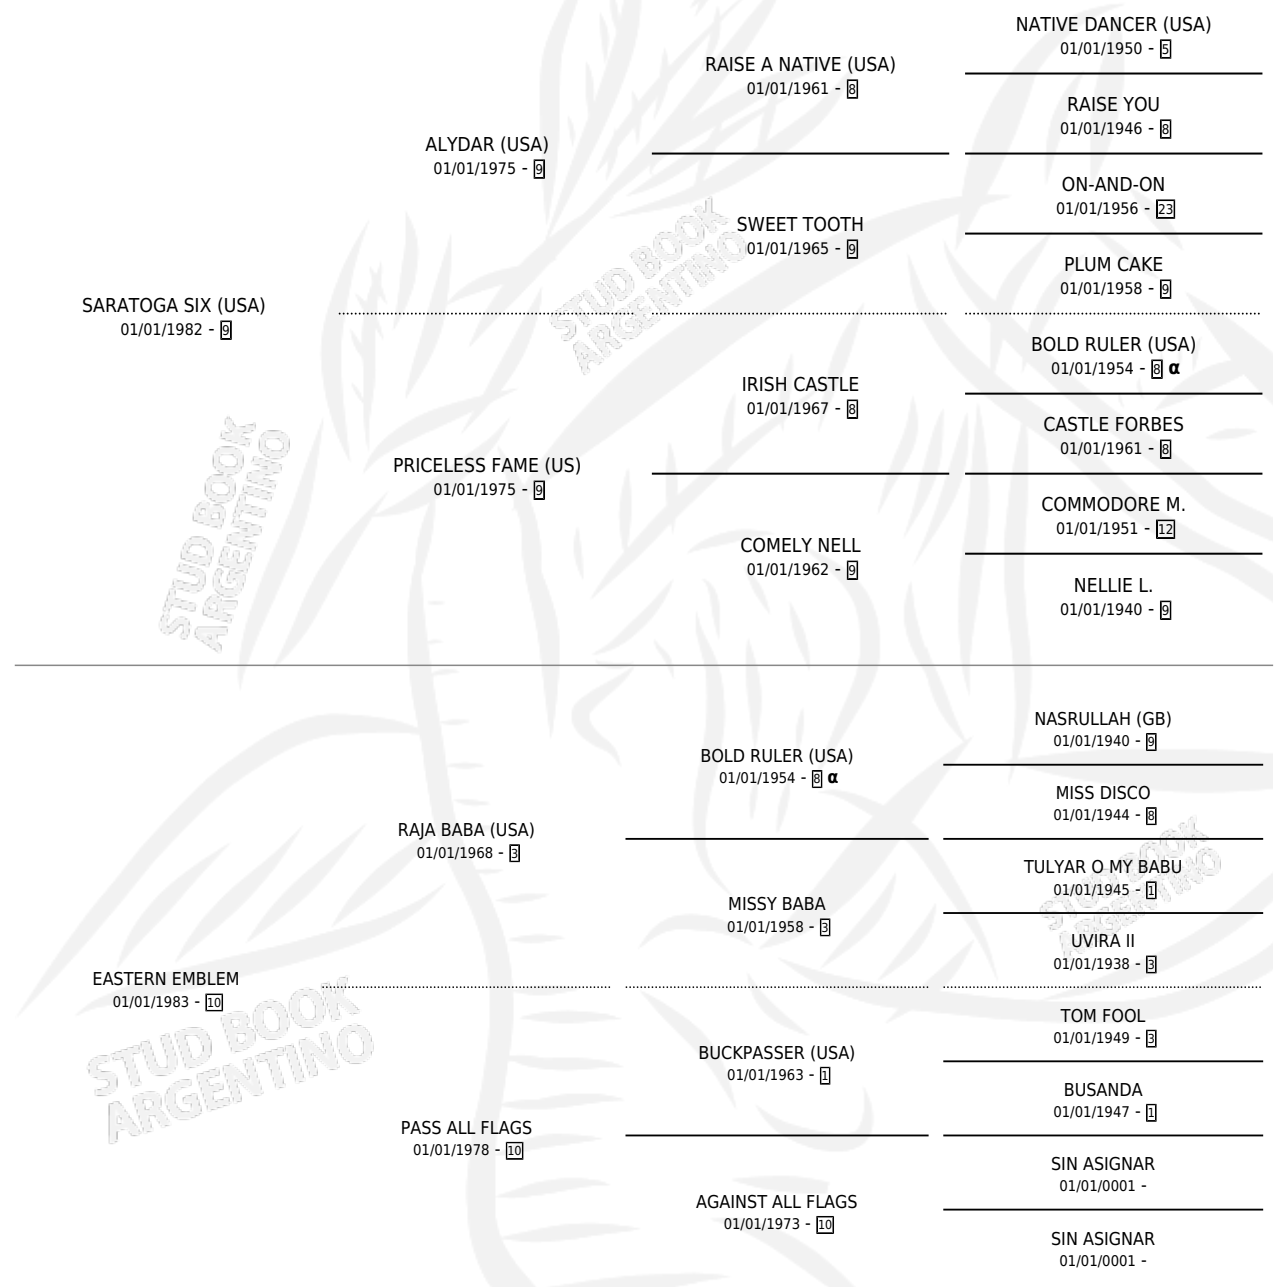 NATIVE DANCER (USA)
01/01/1950 - 5
RAISE A NATIVE (USA)
01/01/1961 - 8
RAISE YOU
01/01/1946 - 8
ALYDAR (USA)
01/01/1975 - 9
ON-AND-ON
01/01/1956 - 23
SWEET TOOTH
01/01/1965 - 9
PLUM CAKE
01/01/1958 - 9
SARATOGA SIX (USA)
01/01/1982 - 9
BOLD RULER (USA)
01/01/1954 - 8 α
IRISH CASTLE
01/01/1967 - 8
CASTLE FORBES
01/01/1961 - 8
PRICELESS FAME (US)
01/01/1975 - 9
COMMODORE M.
01/01/1951 - 12
COMELY NELL
01/01/1962 - 9
NELLIE L.
01/01/1940 - 9
STUD BOOK
ARGENTINO
STUD BOOK
ARGENTINO
NASRULLAH (GB)
01/01/1940 - 9
BOLD RULER (USA)
01/01/1954 - 8 α
MISS DISCO
01/01/1944 - 8
RAJA BABA (USA)
01/01/1968 - 3
TULYAR O MY BABU
01/01/1945 - 1
MISSY BABA
01/01/1958 - 3
UVIRA II
01/01/1938 - 3
EASTERN EMBLEM
01/01/1983 - 10
TOM FOOL
01/01/1949 - 3
BUCKPASSER (USA)
01/01/1963 - 1
BUSANDA
01/01/1947 - 1
PASS ALL FLAGS
01/01/1978 - 10
SIN ASIGNAR
01/01/0001 -
AGAINST ALL FLAGS
01/01/1973 - 10
SIN ASIGNAR
01/01/0001 -
STUD BOOK
ARGENTINO
STUD BOOK
ARGENTINO